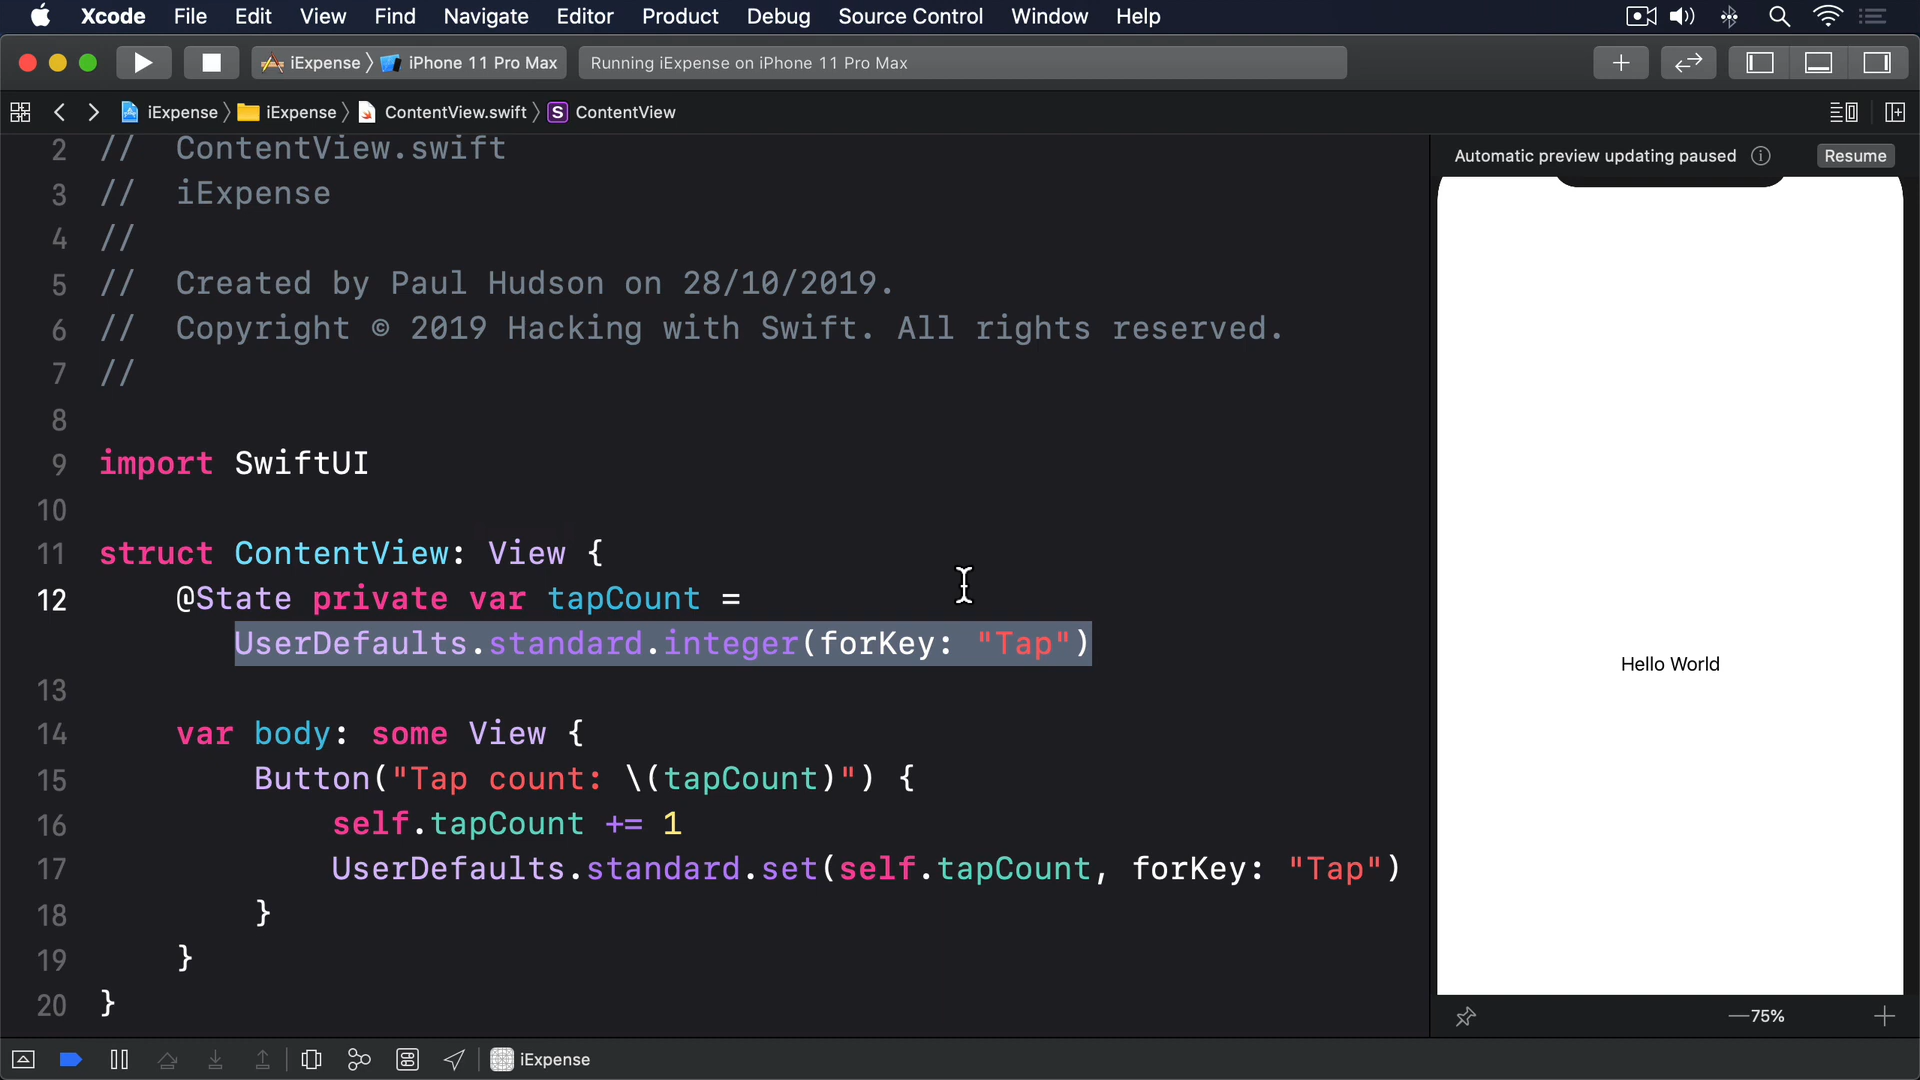 Xcode File Edit View Find Navigate Editor Product Debug Source Control Window Help
iExpense iPhone 11 Pro Max Running iExpense on iPhone 11 Pro Max
iExpense iExpense ContentView.swift S ContentView
Automatic preview updating paused Resume
2 // ContentView.swift
3 // iExpense
4 //
5 // Created by Paul Hudson on 28/10/2019.
6 // Copyright © 2019 Hacking with Swift. All rights reserved.
7 //
8
9 import SwiftUI
10
11 struct ContentView: View {
12 @State private var tapCount =
UserDefaults.standard.integer(forKey: "Tap")
13
14 var body: some View {
15 Button("Tap count: \(tapCount)") {
16 self.tapCount += 1
17 UserDefaults.standard.set(self.tapCount, forKey: "Tap")
18 }
19 }
20 }
Hello World
75%
iExpense